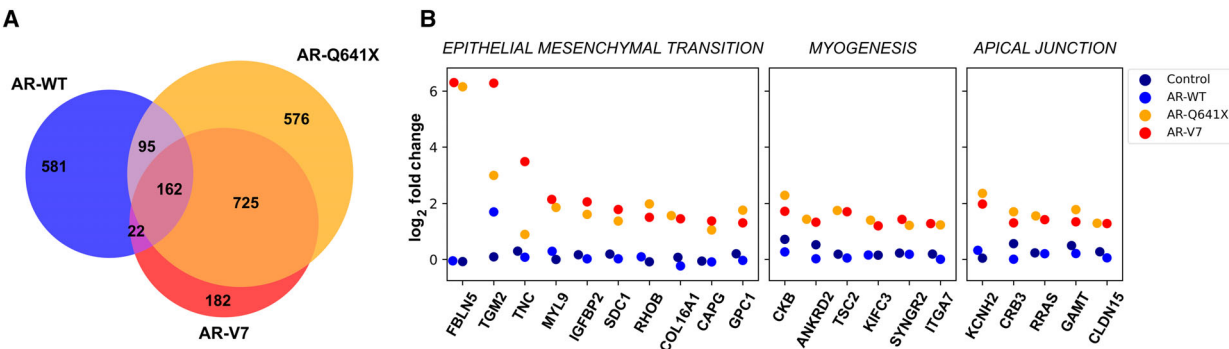 A
AR-WT
AR-Q641X
581
95
576
162
725
22
182
AR-V7
B
EPITHELIAL MESENCHYMAL TRANSITION
MYOGENESIS
APICAL JUNCTION
log2 fold change
6
4
2
0
FBLN5
TGM2
TNC
MYL9
IGFBP2
SDC1
RHOB
COL16A1
CAPG
GPC1
CKB
ANKRD2
TSC2
KIFC3
SYNGR2
ITGA7
KCNH2
CRB3
RRAS
GAMT
CLDN15
Control
AR-WT
AR-Q641X
AR-V7